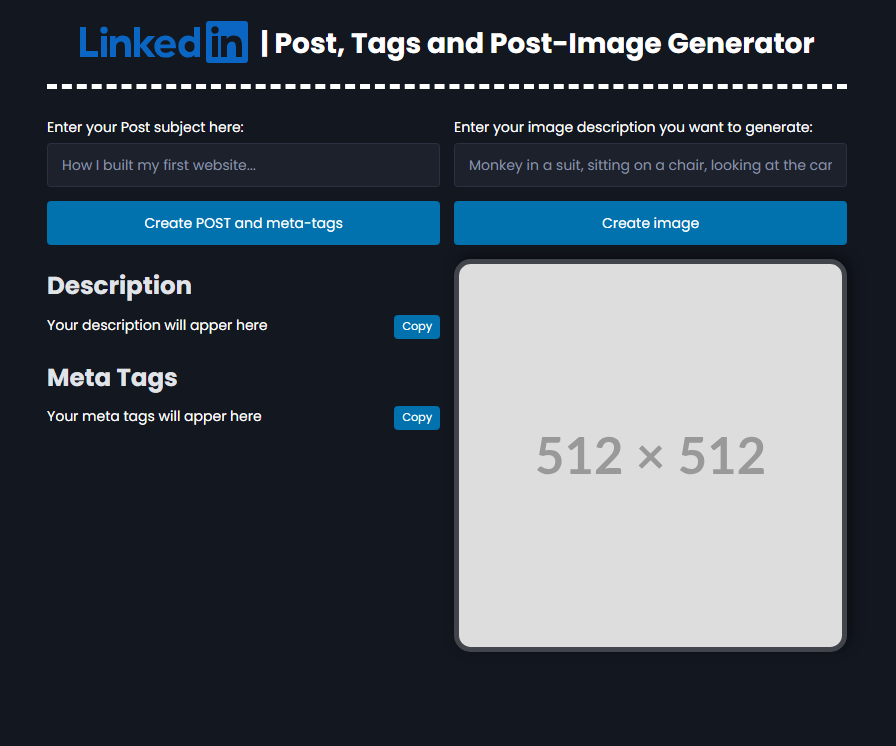 Linkedin | Post, Tags and Post-Image Generator
Enter your Post subject here:
How I built my first website...
Create POST and meta-tags
Description
Your description will apper here
Copy
Meta Tags
Your meta tags will apper here
Copy
Enter your image description you want to generate:
Monkey in a suit, sitting on a chair, looking at the car
Create image
512 × 512